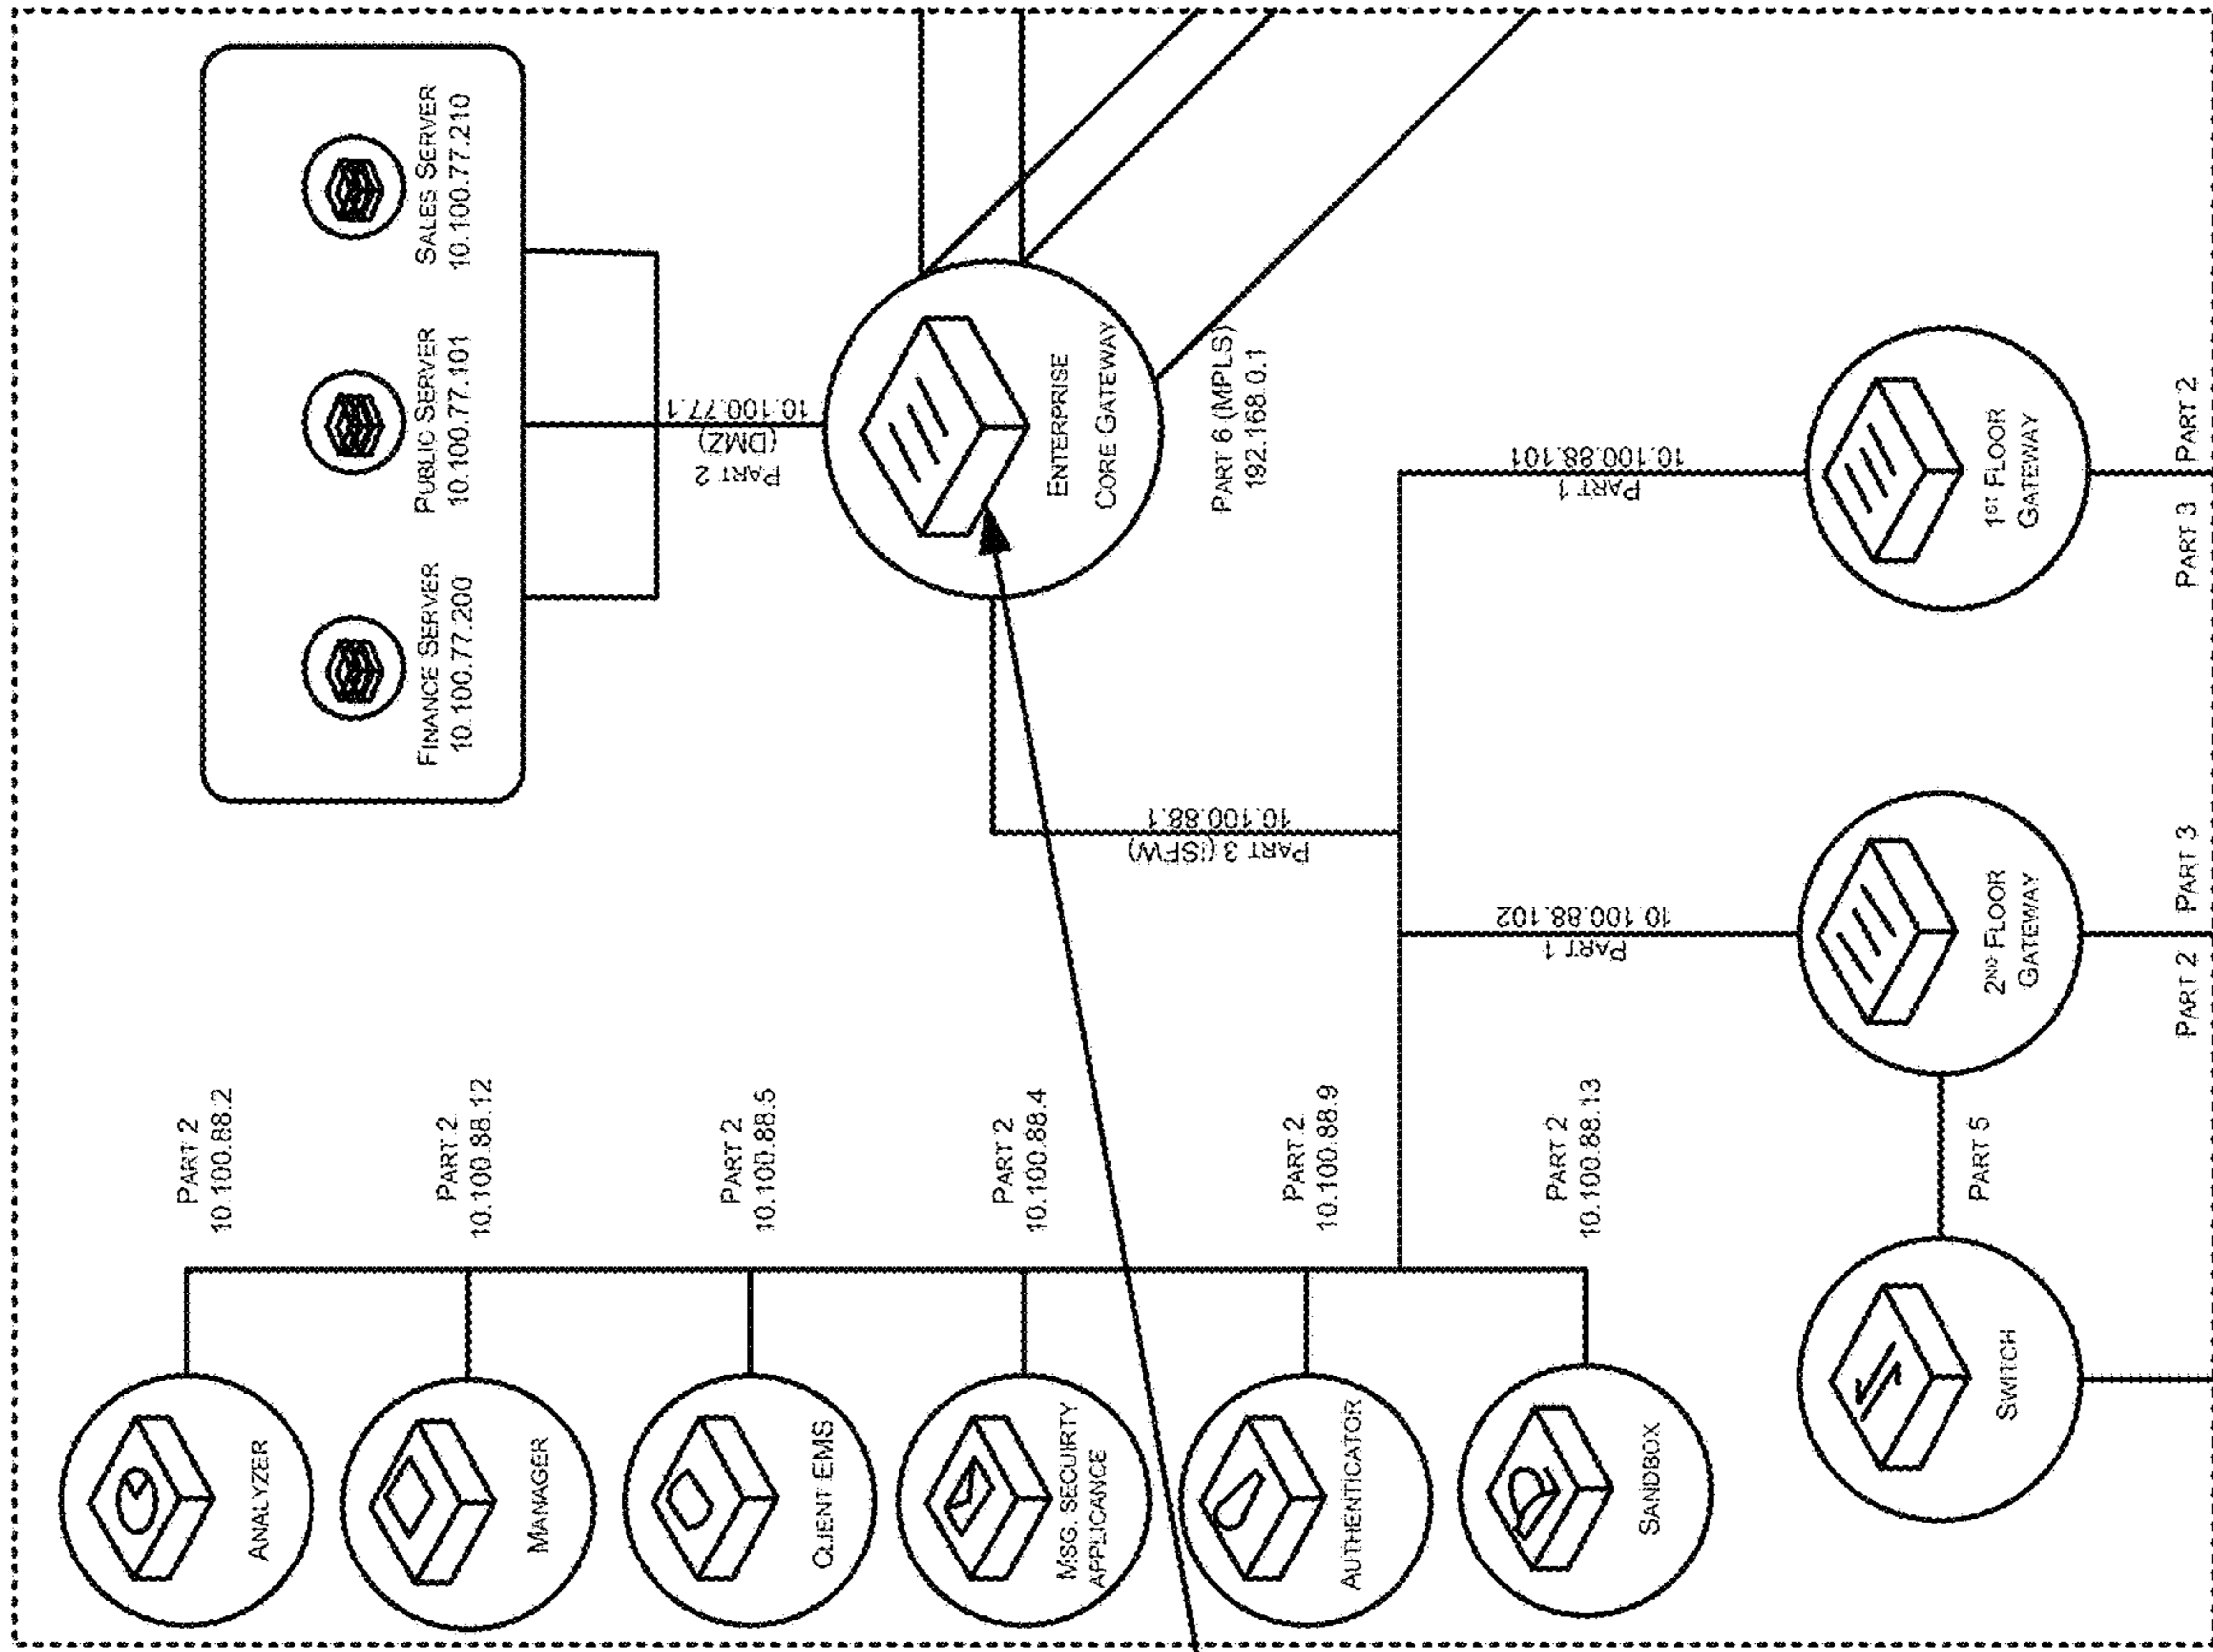 FINANCE SERVER
10.100.77.200
PUBLIC SERVER
10.100.77.101
SALES SERVER
10.100.77.210
PART 2
(DMZ)
10.100.77.1
ENTERPRISE
CORE GATEWAY
PART 6 (MPLS)
192.168.0.1
PART 3 (ISFW)
10.100.88.1
PART 2
10.100.88.2
ANALYZER
PART 2
10.100.88.12
MANAGER
PART 2
10.100.88.5
CLIENT EMS
PART 2
10.100.88.4
MSG. SECUIRTY
APPLICANCE
PART 2
10.100.88.9
AUTHENTICATOR
PART 2
10.100.88.13
SANDBOX
PART 1
10.100.88.102
PART 1
10.100.88.101
SWITCH
PART 5
2ND FLOOR
GATEWAY
1ST FLOOR
GATEWAY
PART 2
PART 3
PART 3
PART 2